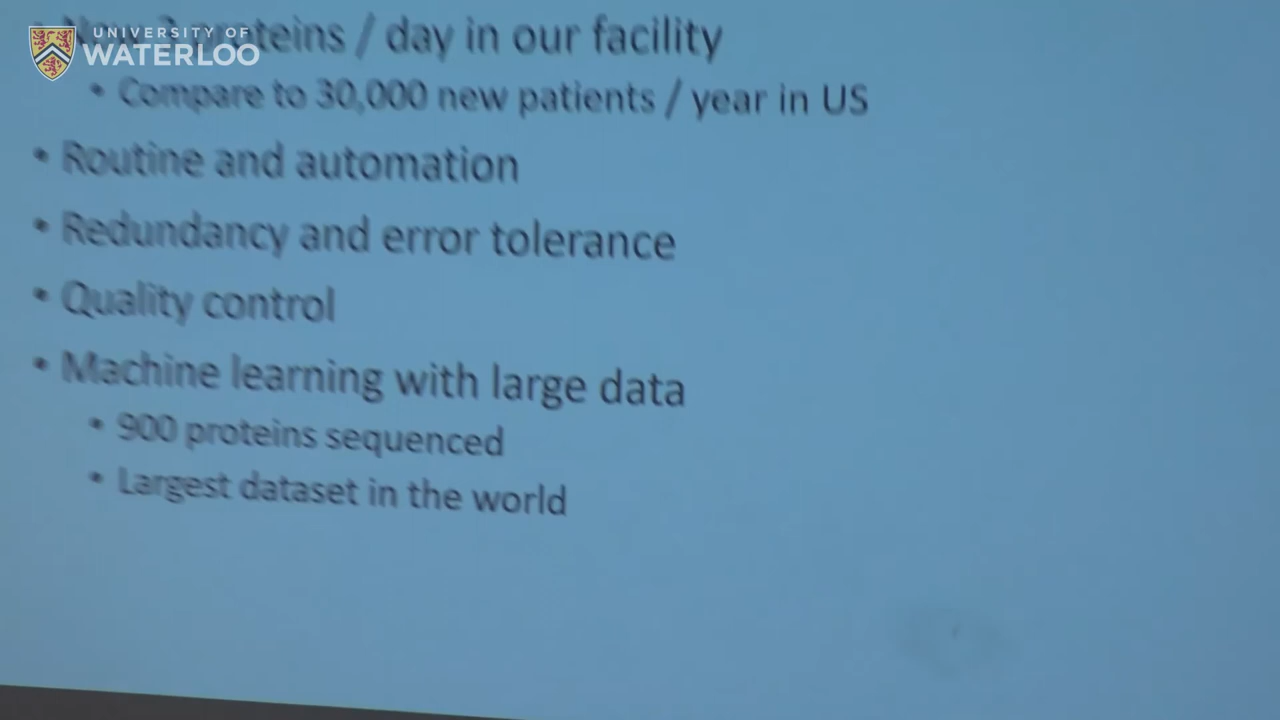 UNIVERSITY OF
WATERLOO
proteins / day in our facility
• Compare to 30,000 new patients / year in US
• Routine and automation
• Redundancy and error tolerance
• Quality control
• Machine learning with large data
• 900 proteins sequenced
• Largest dataset in the world